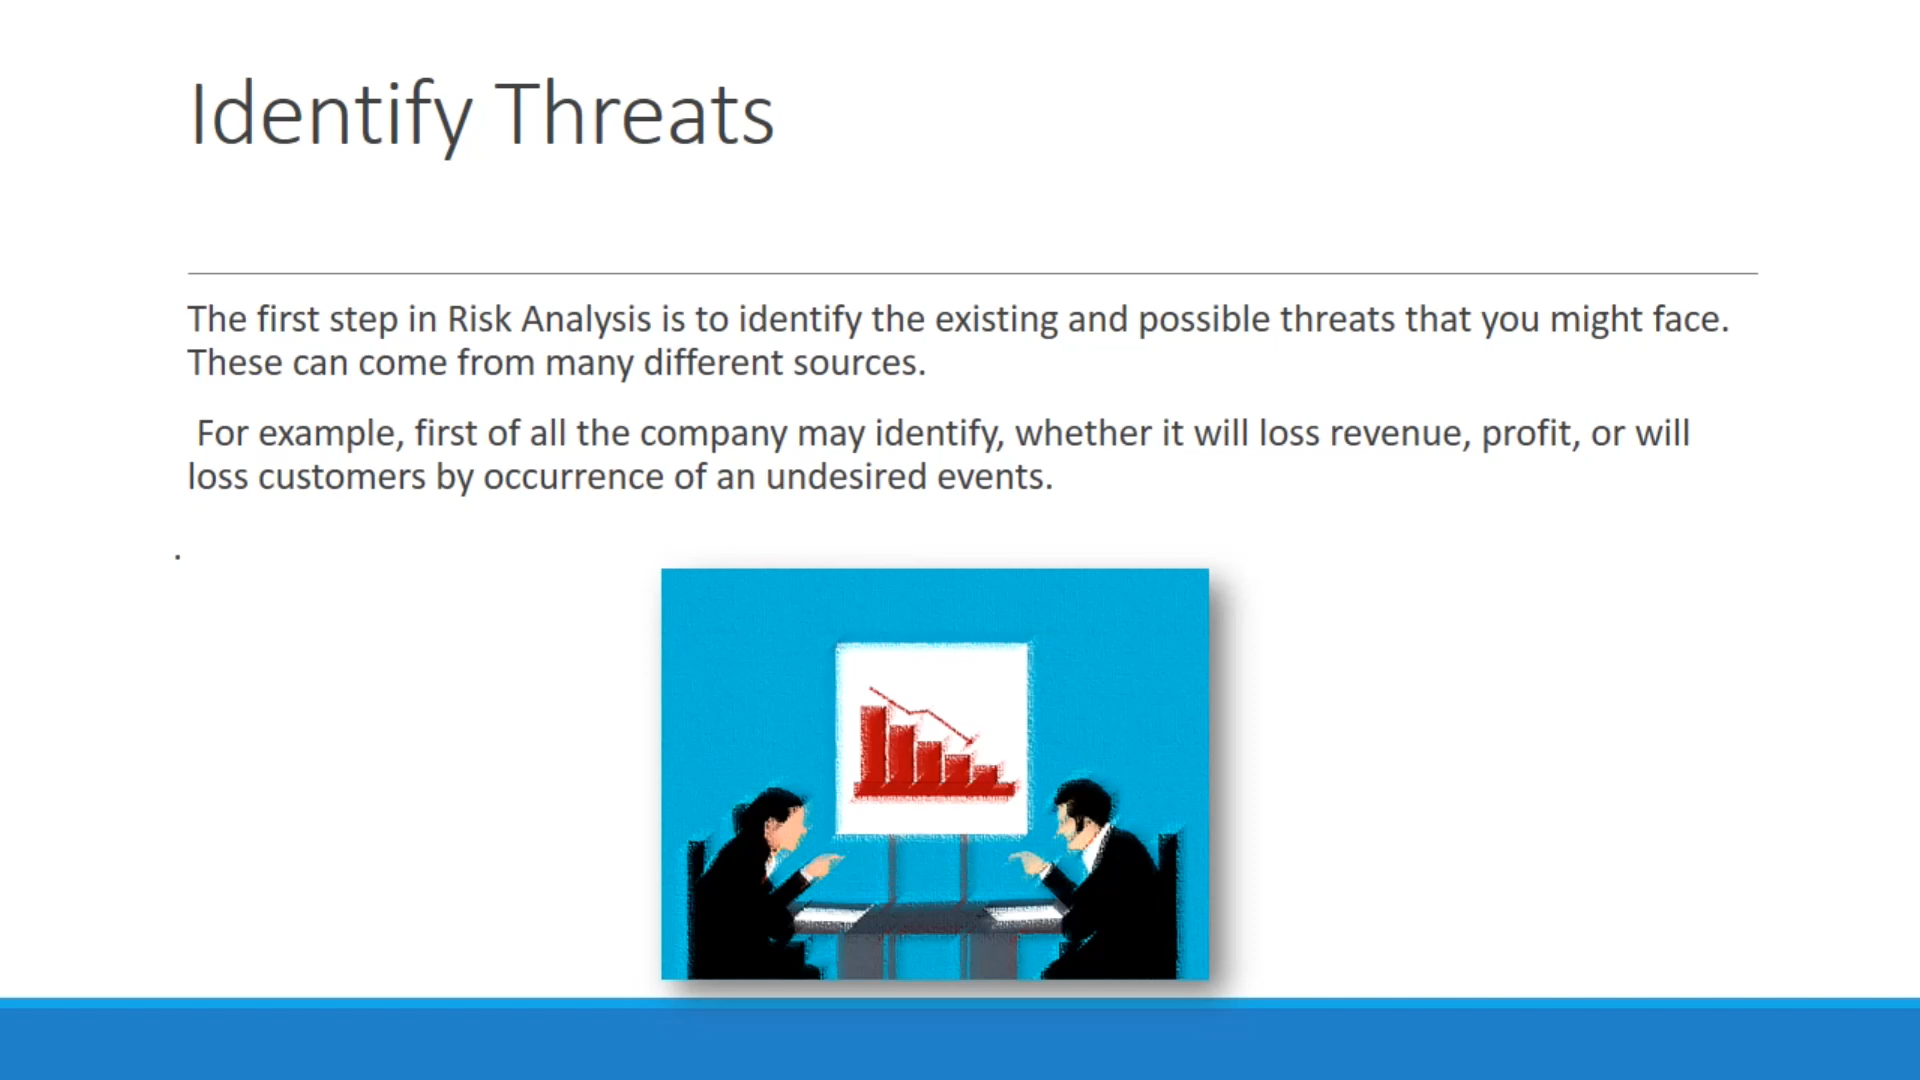 Identify Threats
The first step in Risk Analysis is to identify the existing and possible threats that you might face.
These can come from many different sources.
For example, first of all the company may identify, whether it will loss revenue, profit, or will
loss customers by occurrence of an undesired events.
.